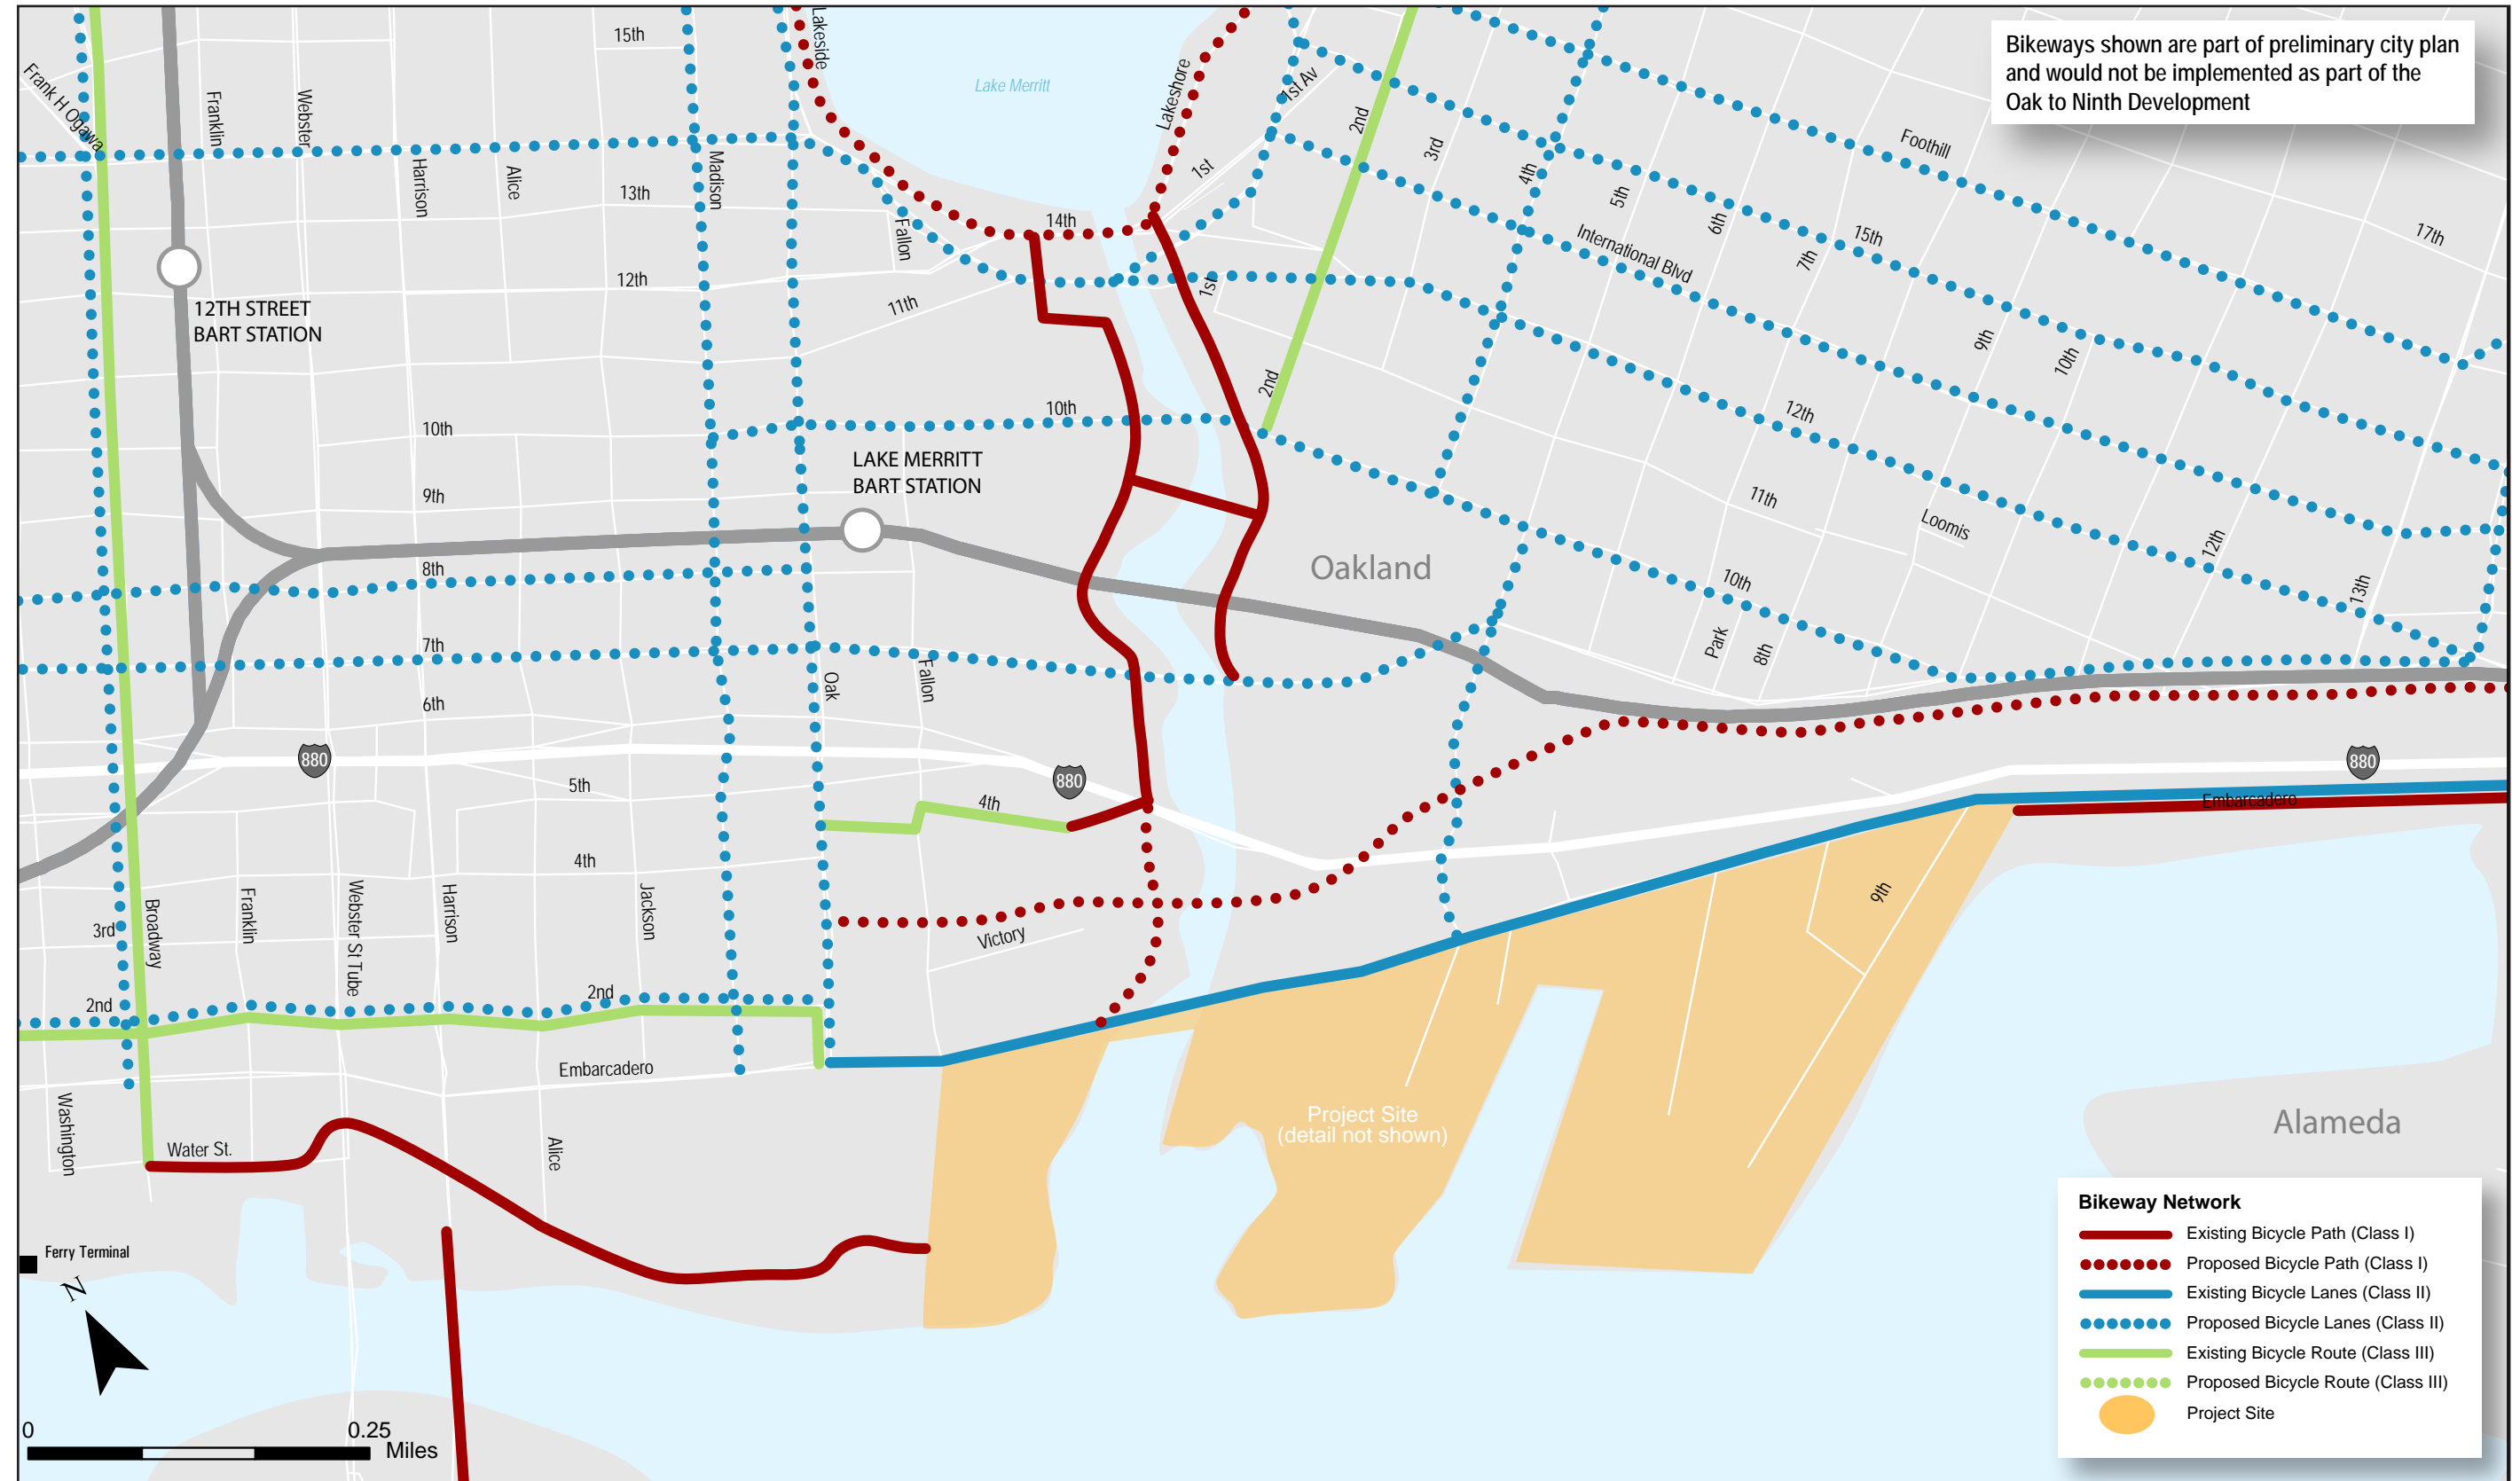 Bikeways shown are part of preliminary city plan
and would not be implemented as part of the
Oak to Ninth Development
15th
Lakeside
Lake Merritt
Lakeshore
1st Av
2nd
3rd
Frank H Ogawa
Franklin
Webster
Harrison
Alice
Madison
13th
14th
Fallon
1st
4th
5th
6th
7th
Foothill
15th
17th
International Blvd
12th
11th
1st
12TH STREET
BART STATION
9th
10th
2nd
10th
10th
12th
LAKE MERRITT
BART STATION
9th
11th
Loomis
12th
13th
Oakland
8th
10th
7th
Park
8th
Oak
Fallon
6th
880
880
880
5th
4th
Embarcadero
4th
9th
Broadway
Franklin
Webster St Tube
Harrison
Jackson
3rd
Victory
2nd
2nd
Embarcadero
Washington
Water St.
Alice
Project Site
(detail not shown)
Alameda
Ferry Terminal
N
0
0.25
Miles
Bikeway Network
Existing Bicycle Path (Class I)
Proposed Bicycle Path (Class I)
Existing Bicycle Lanes (Class II)
Proposed Bicycle Lanes (Class II)
Existing Bicycle Route (Class III)
Proposed Bicycle Route (Class III)
Project Site